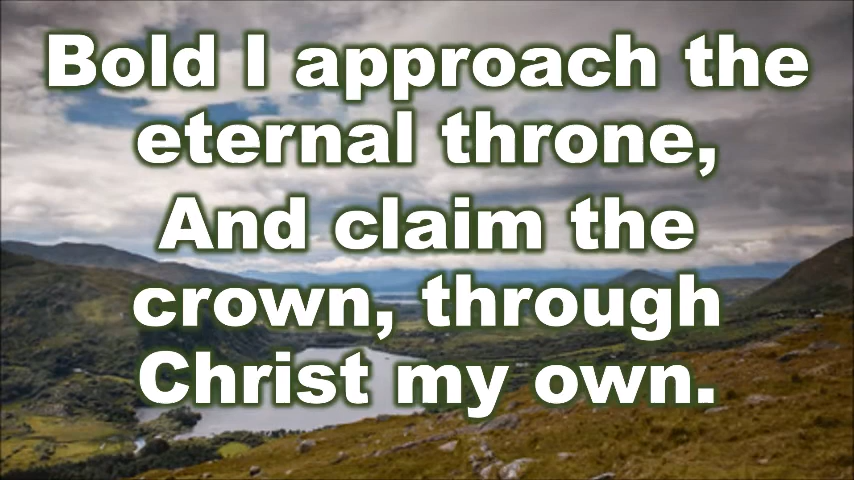 Bold I approach the
eternal throne,
And claim the
crown, through
Christ my own.